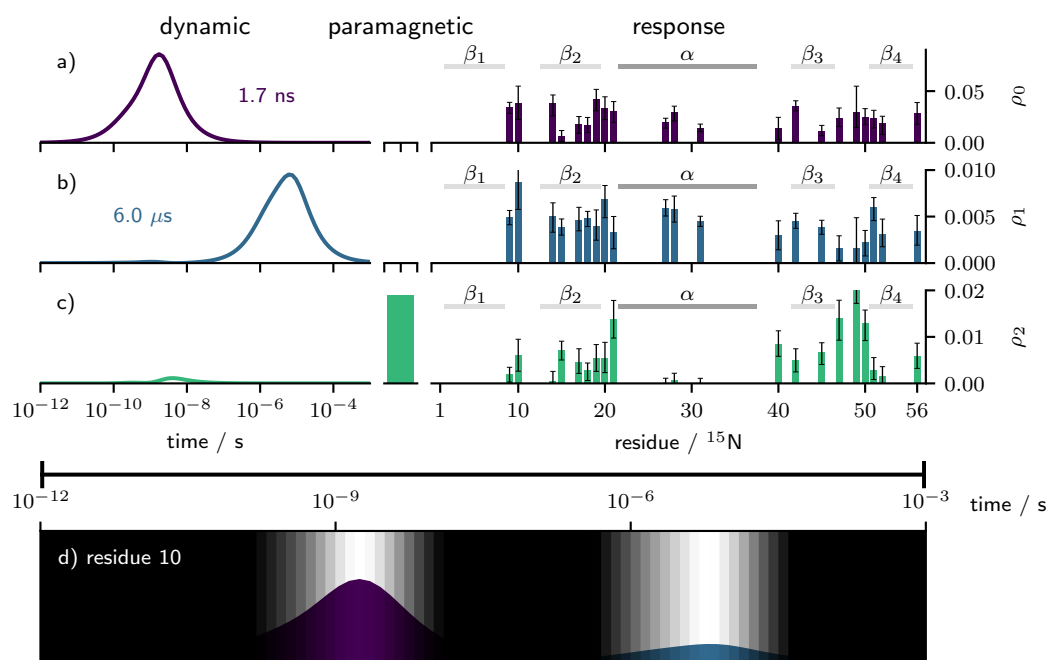 dynamic paramagnetic response
a) 1.7 ns β₁ β₂ α β₃ β₄ 0.05 0.00 ρ₀
b) 6.0 μs β₁ β₂ α β₃ β₄ 0.010 0.005 0.000 ρ₁
c) β₁ β₂ α β₃ β₄ 0.02 0.01 0.00 ρ₂
10⁻¹² 10⁻¹⁰ 10⁻⁸ 10⁻⁶ 10⁻⁴ 1 10 20 30 40 50 56
time / s residue / ¹⁵N
10⁻¹² 10⁻⁹ 10⁻⁶ 10⁻³ time / s
d) residue 10